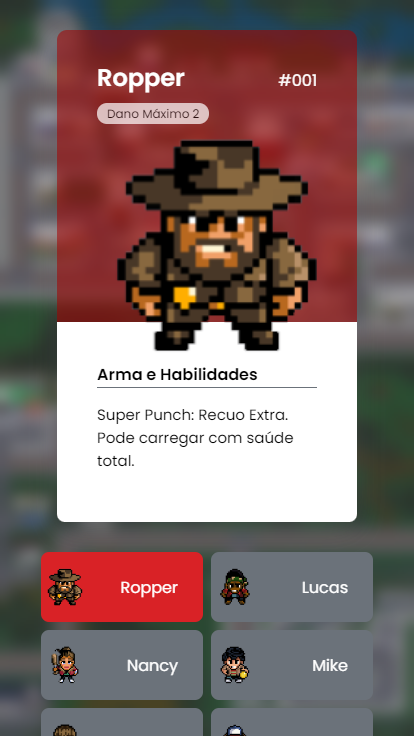 Ropper
#001
Dano Máximo 2
Arma e Habilidades
Super Punch: Recuo Extra.
Pode carregar com saúde
total.
Ropper
Lucas
Nancy
Mike